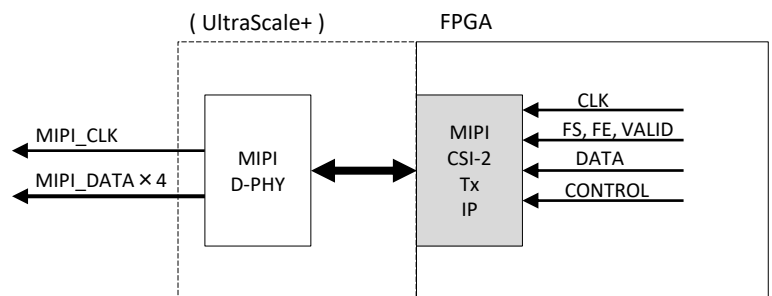 ( UltraScale+ )
FPGA
MIPI_CLK
MIPI_DATA × 4
MIPI
D-PHY
MIPI
CSI-2
Tx
IP
CLK
FS, FE, VALID
DATA
CONTROL